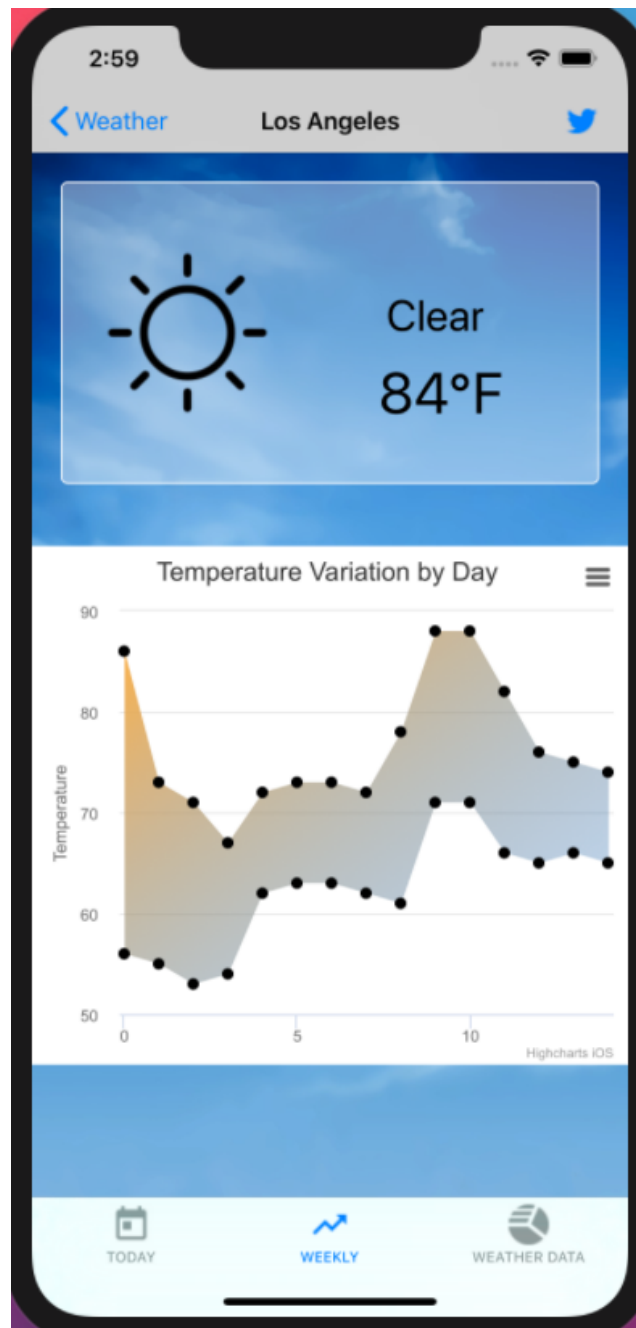 2:59
Weather Los Angeles
Clear
84°F
Temperature Variation by Day
90
80
70
60
50
Temperature
0 5 10
Highcharts iOS
TODAY WEEKLY WEATHER DATA